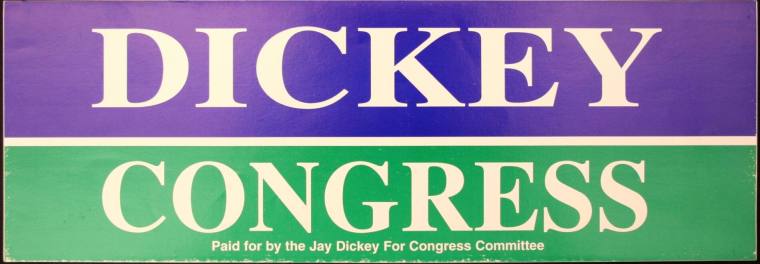 DICKEY
CONGRESS
Paid for by the Jay Dickey For Congress Committee